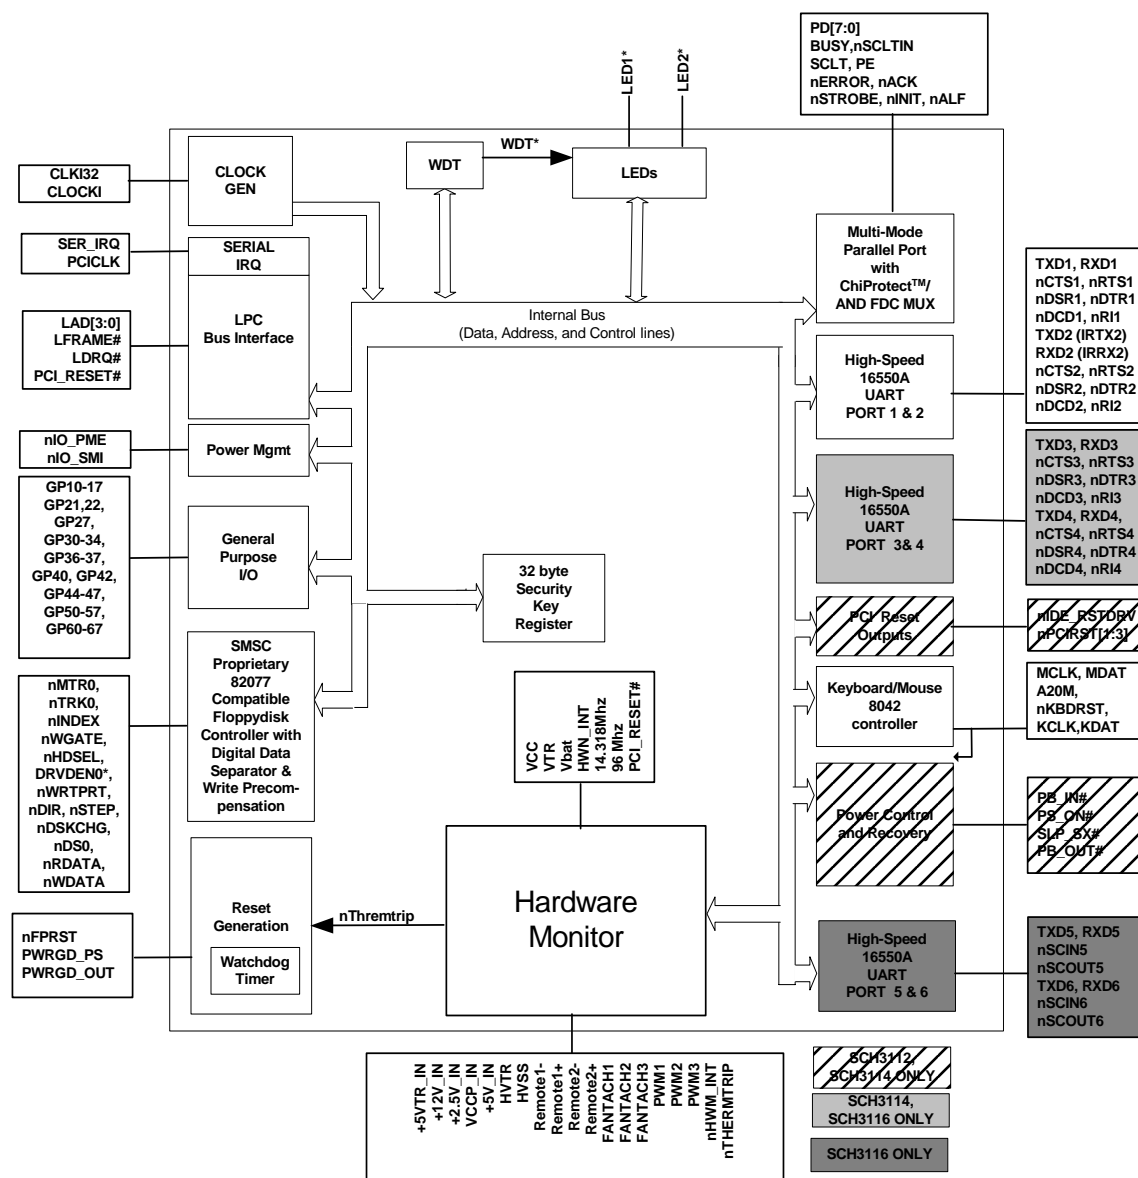 PD[7:0]
BUSY,nSCLTIN
SCLT, PE
nERROR, nACK
nSTROBE, nINIT, nALF
LED1*
LED2*
CLKI32
CLOCKI
CLOCK
GEN
WDT
WDT*
LEDs
SER_IRQ
PCICLK
SERIAL
IRQ
LAD[3:0]
LFRAME#
LDRQ#
PCI_RESET#
LPC
Bus Interface
Internal Bus
(Data, Address, and Control lines)
Multi-Mode
Parallel Port
with
ChiProtect™/
AND FDC MUX
TXD1, RXD1
nCTS1, nRTS1
nDSR1, nDTR1
nDCD1, nRI1
TXD2 (IRTX2)
RXD2 (IRRX2)
nCTS2, nRTS2
nDSR2, nDTR2
nDCD2, nRI2
High-Speed
16550A
UART
PORT 1 & 2
nIO_PME
nIO_SMI
Power Mgmt
TXD3, RXD3
nCTS3, nRTS3
nDSR3, nDTR3
nDCD3, nRI3
TXD4, RXD4,
nCTS4, nRTS4
nDSR4, nDTR4
nDCD4, nRI4
High-Speed
16550A
UART
PORT 3& 4
GP10-17
GP21,22,
GP27,
GP30-34,
GP36-37,
GP40, GP42,
GP44-47,
GP50-57,
GP60-67
General
Purpose
I/O
32 byte
Security
Key
Register
PCI Reset
Outputs
nIDE_RSTDRV
nPCIRST[1:3]
nMTR0,
nTRK0,
nINDEX
nWGATE,
nHDSEL,
DRVDEN0*,
nWRTPRT,
nDIR, nSTEP,
nDSKCHG,
nDS0,
nRDATA,
nWDATA
SMSC
Proprietary
82077
Compatible
Floppydisk
Controller with
Digital Data
Separator &
Write Precom-
pensation
VCC
VTR
Vbat
HWN_INT
14.318Mhz
96 Mhz
PCI_RESET#
Keyboard/Mouse
8042
controller
MCLK, MDAT
A20M,
nKBDRST,
KCLK,KDAT
Power Control
and Recovery
PB_IN#
PS_ON#
SLP_SX#
PB_OUT#
nFPRST
PWRGD_PS
PWRGD_OUT
Reset
Generation
Watchdog
Timer
nThremtrip
Hardware
Monitor
High-Speed
16550A
UART
PORT 5 & 6
TXD5, RXD5
nSCIN5
nSCOUT5
TXD6, RXD6
nSCIN6
nSCOUT6
+5VTR_IN
+12V_IN
+2.5V_IN
VCCP_IN
+5V_IN
HVTR
HVSS
Remote1-
Remote1+
Remote2-
Remote2+
FANTACH1
FANTACH2
FANTACH3
PWM1
PWM2
PWM3
nHWM_INT
nTHERMTRIP
SCH3112,
SCH3114 ONLY
SCH3114,
SCH3116 ONLY
SCH3116 ONLY